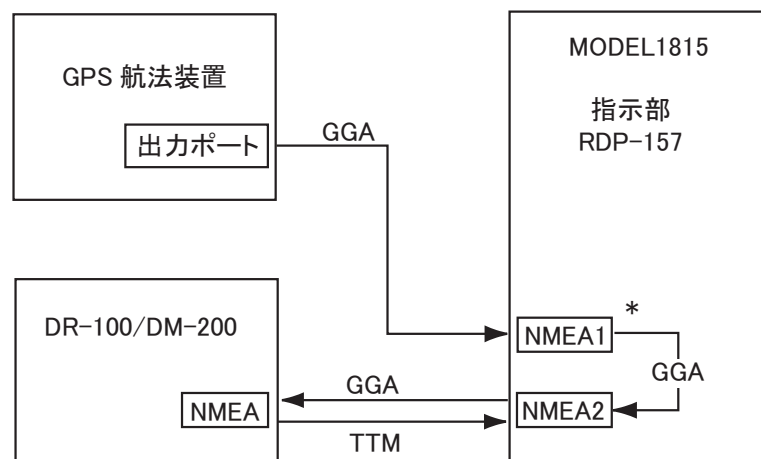 GPS 航法装置
出力ポート
GGA
MODEL1815
指示部
RDP-157
DR-100/DM-200
NMEA
GGA
TTM
NMEA1
*
GGA
NMEA2